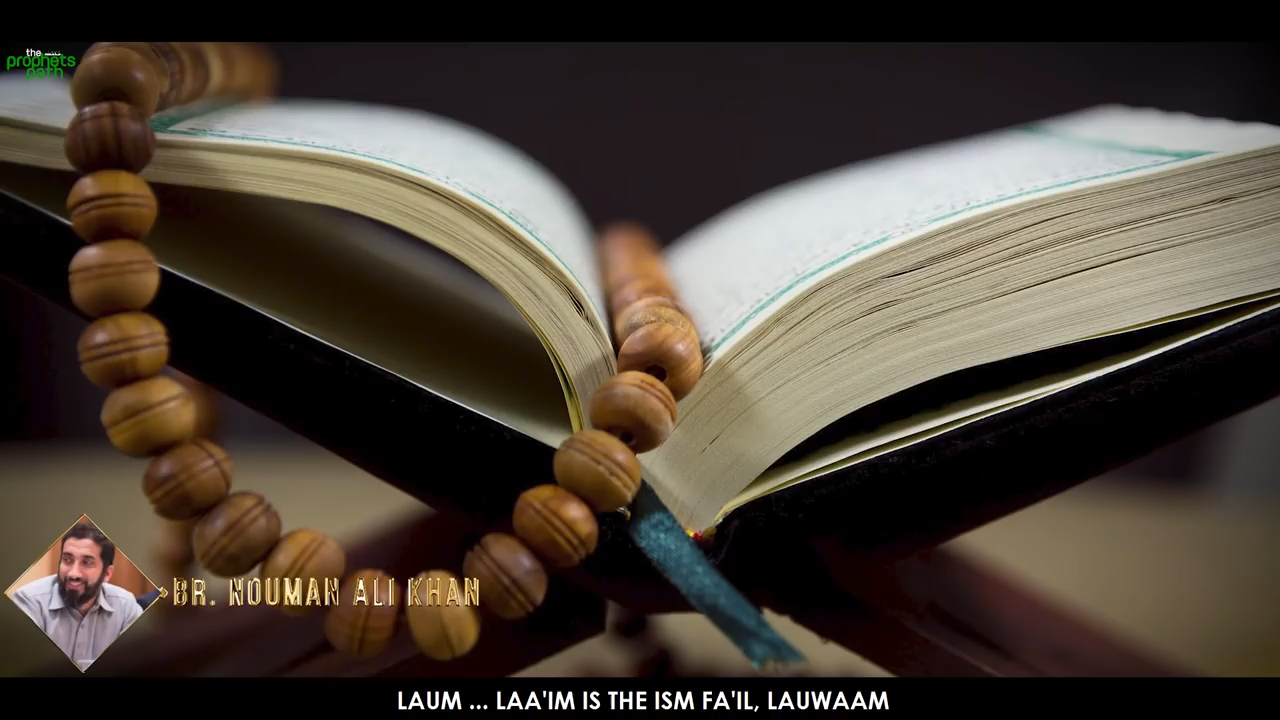 the
prophets
path
BR. NOUMAN ALI KHAN
LAUM ... LAA'IM IS THE ISM FA'IL, LAUWAAM